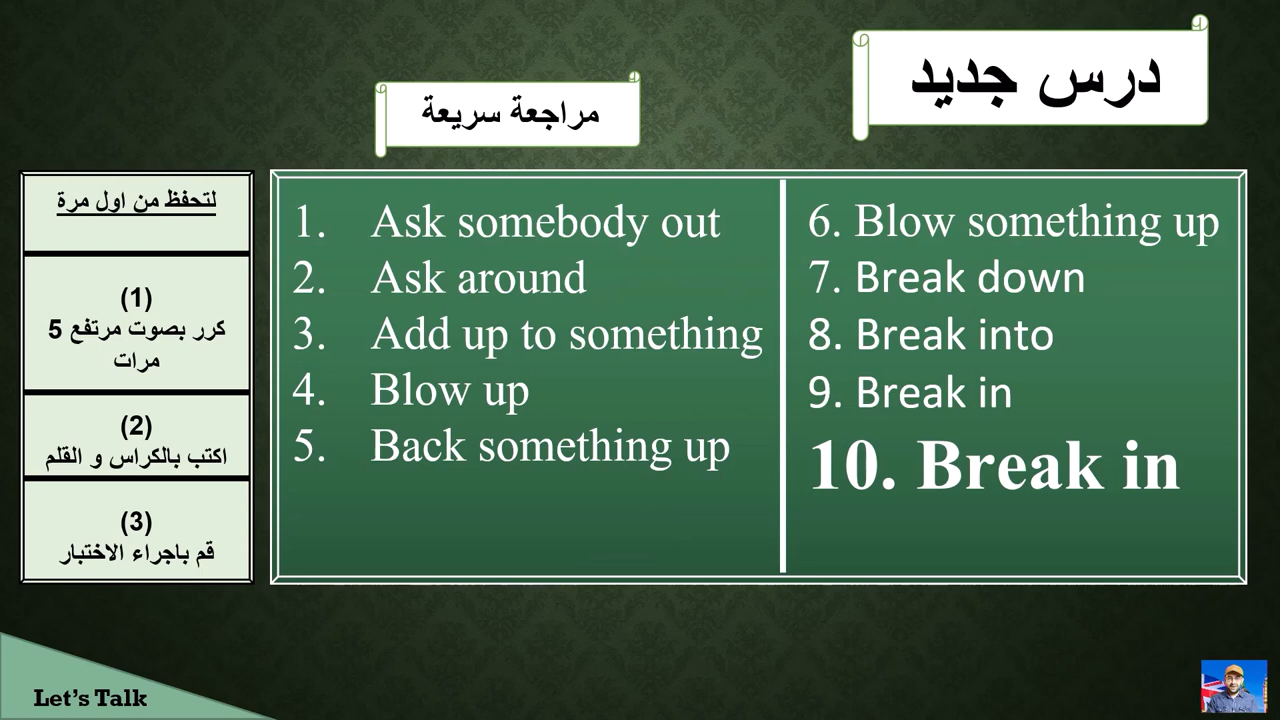 درس جديد
مراجعة سريعة
لتحفظ من اول مرة
(1)
كرر بصوت مرتفع 5
مرات
(2)
اكتب بالكراس و القلم
(3)
قم باجراء الاختبار
1. Ask somebody out
2. Ask around
3. Add up to something
4. Blow up
5. Back something up
6. Blow something up
7. Break down
8. Break into
9. Break in
10. Break in
Let's Talk